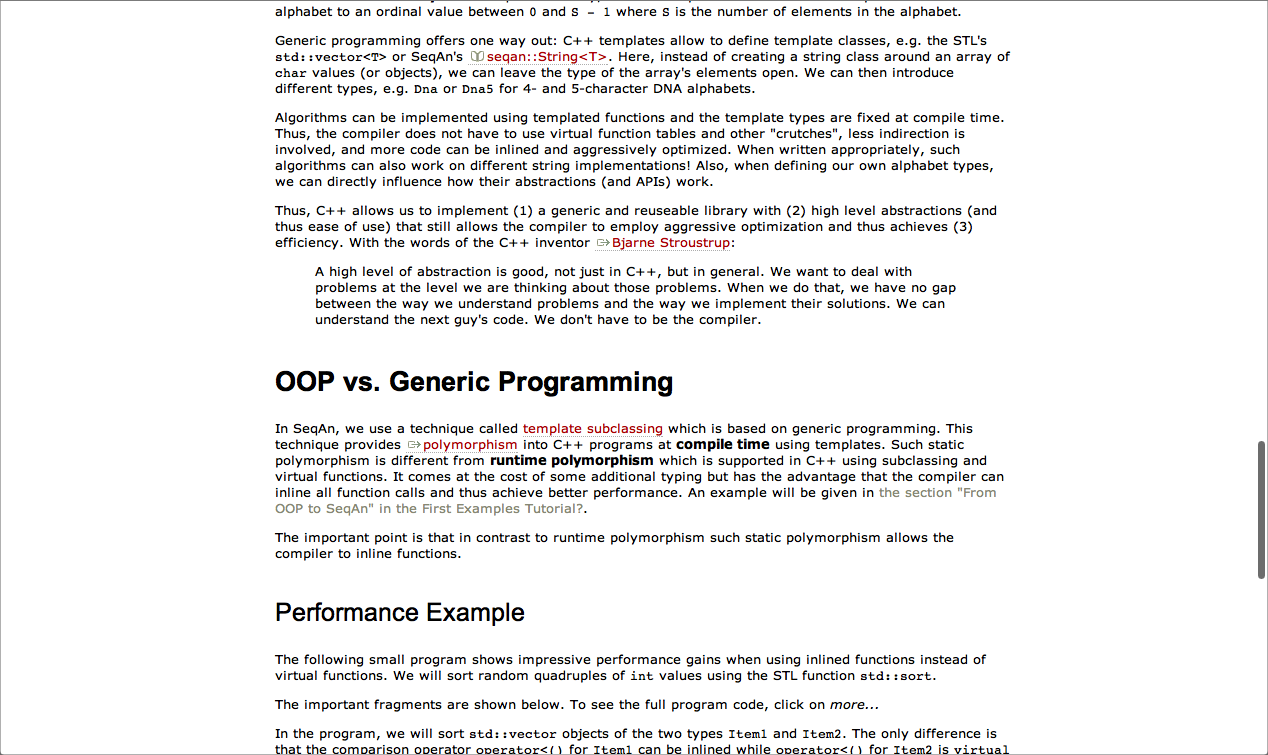 alphabet to an ordinal value between 0 and S - 1 where S is the number of elements in the alphabet.
Generic programming offers one way out: C++ templates allow to define template classes, e.g. the STL's
std::vector<T> or SeqAn's seqan::String<T>. Here, instead of creating a string class around an array of
char values (or objects), we can leave the type of the array's elements open. We can then introduce
different types, e.g. Dna or Dna5 for 4- and 5-character DNA alphabets.
Algorithms can be implemented using templated functions and the template types are fixed at compile time.
Thus, the compiler does not have to use virtual function tables and other "crutches", less indirection is
involved, and more code can be inlined and aggressively optimized. When written appropriately, such
algorithms can also work on different string implementations! Also, when defining our own alphabet types,
we can directly influence how their abstractions (and APIs) work.
Thus, C++ allows us to implement (1) a generic and reuseable library with (2) high level abstractions (and
thus ease of use) that still allows the compiler to employ aggressive optimization and thus achieves (3)
efficiency. With the words of the C++ inventor Bjarne Stroustrup:
A high level of abstraction is good, not just in C++, but in general. We want to deal with
problems at the level we are thinking about those problems. When we do that, we have no gap
between the way we understand problems and the way we implement their solutions. We can
understand the next guy's code. We don't have to be the compiler.
OOP vs. Generic Programming
In SeqAn, we use a technique called template subclassing which is based on generic programming. This
technique provides polymorphism into C++ programs at compile time using templates. Such static
polymorphism is different from runtime polymorphism which is supported in C++ using subclassing and
virtual functions. It comes at the cost of some additional typing but has the advantage that the compiler can
inline all function calls and thus achieve better performance. An example will be given in the section "From
OOP to SeqAn" in the First Examples Tutorial?.
The important point is that in contrast to runtime polymorphism such static polymorphism allows the
compiler to inline functions.
Performance Example
The following small program shows impressive performance gains when using inlined functions instead of
virtual functions. We will sort random quadruples of int values using the STL function std::sort.
The important fragments are shown below. To see the full program code, click on more...
In the program, we will sort std::vector objects of the two types Item1 and Item2. The only difference is
that the comparison operator operator<() for Item1 can be inlined while operator<() for Item2 is virtual